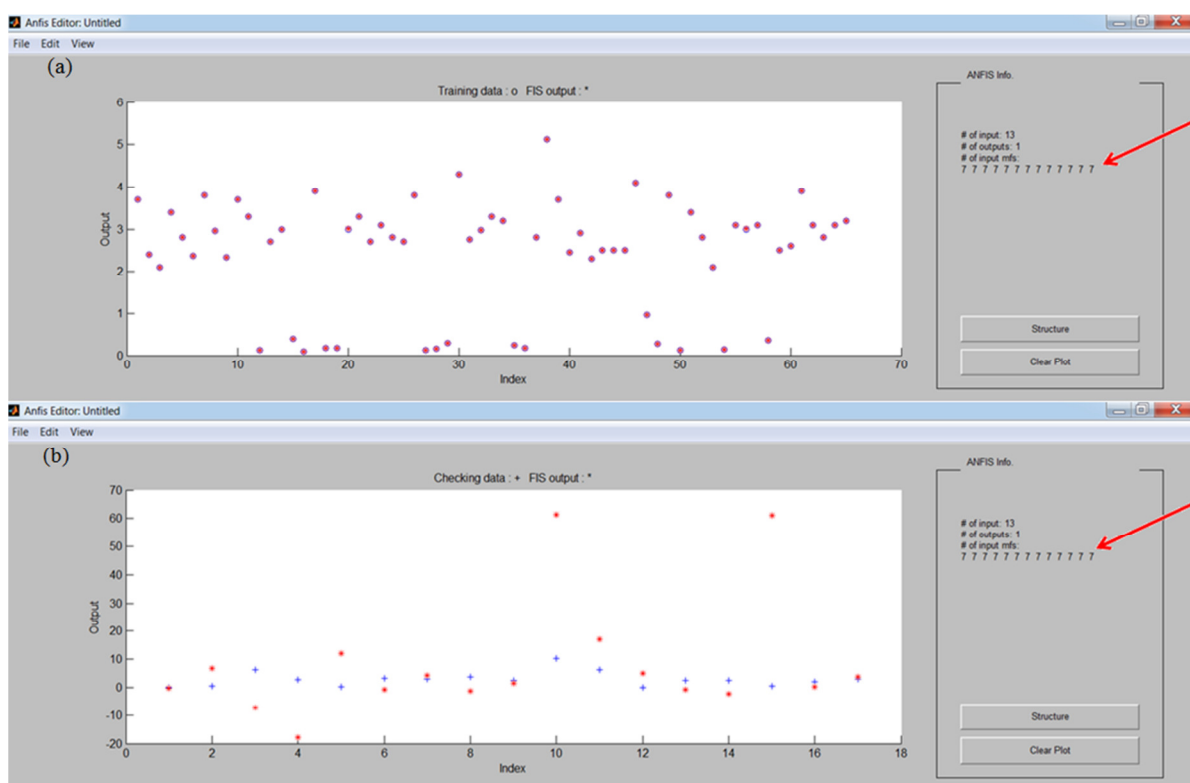 Anfis Editor: Untitled
File Edit View
(a)
Training data : o FIS output : *
6
5
4
3
2
1
0
Output
0 10 20 30 40 50 60 70
Index
ANFIS Info.
# of input: 13
# of outputs: 1
# of input mfs:
7 7 7 7 7 7 7 7 7 7 7 7 7
Structure
Clear Plot
Anfis Editor: Untitled
File Edit View
(b)
Checking data : + FIS output : *
70
60
50
40
30
20
10
0
-10
-20
Output
0 2 4 6 8 10 12 14 16 18
Index
ANFIS Info.
# of input: 13
# of outputs: 1
# of input mfs:
7 7 7 7 7 7 7 7 7 7 7 7 7
Structure
Clear Plot